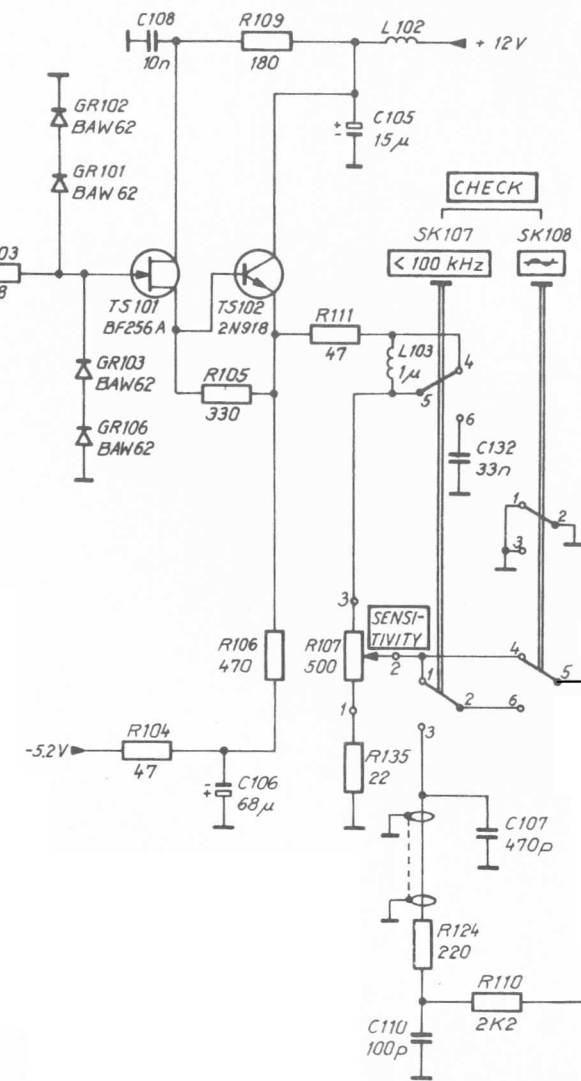 C108
10n
R109
180
L102
+ 12V
GR102
BAW62
GR101
BAW62
+
-
C105
15µ
CHECK
SK107
< 100 kHz
SK108
03
8
TS101
BF256A
TS102
2N918
R111
47
L103
1µ
4
5
6
GR103
BAW62
R105
330
C132
33n
GR106
BAW62
1
2
3
3
SENSI-
TIVITY
R106
470
R107
500
2
4
5
1
2
6
1
3
-5.2V
R104
47
R135
22
-
+
C106
68µ
C107
470p
R124
220
R110
2K2
C110
100p